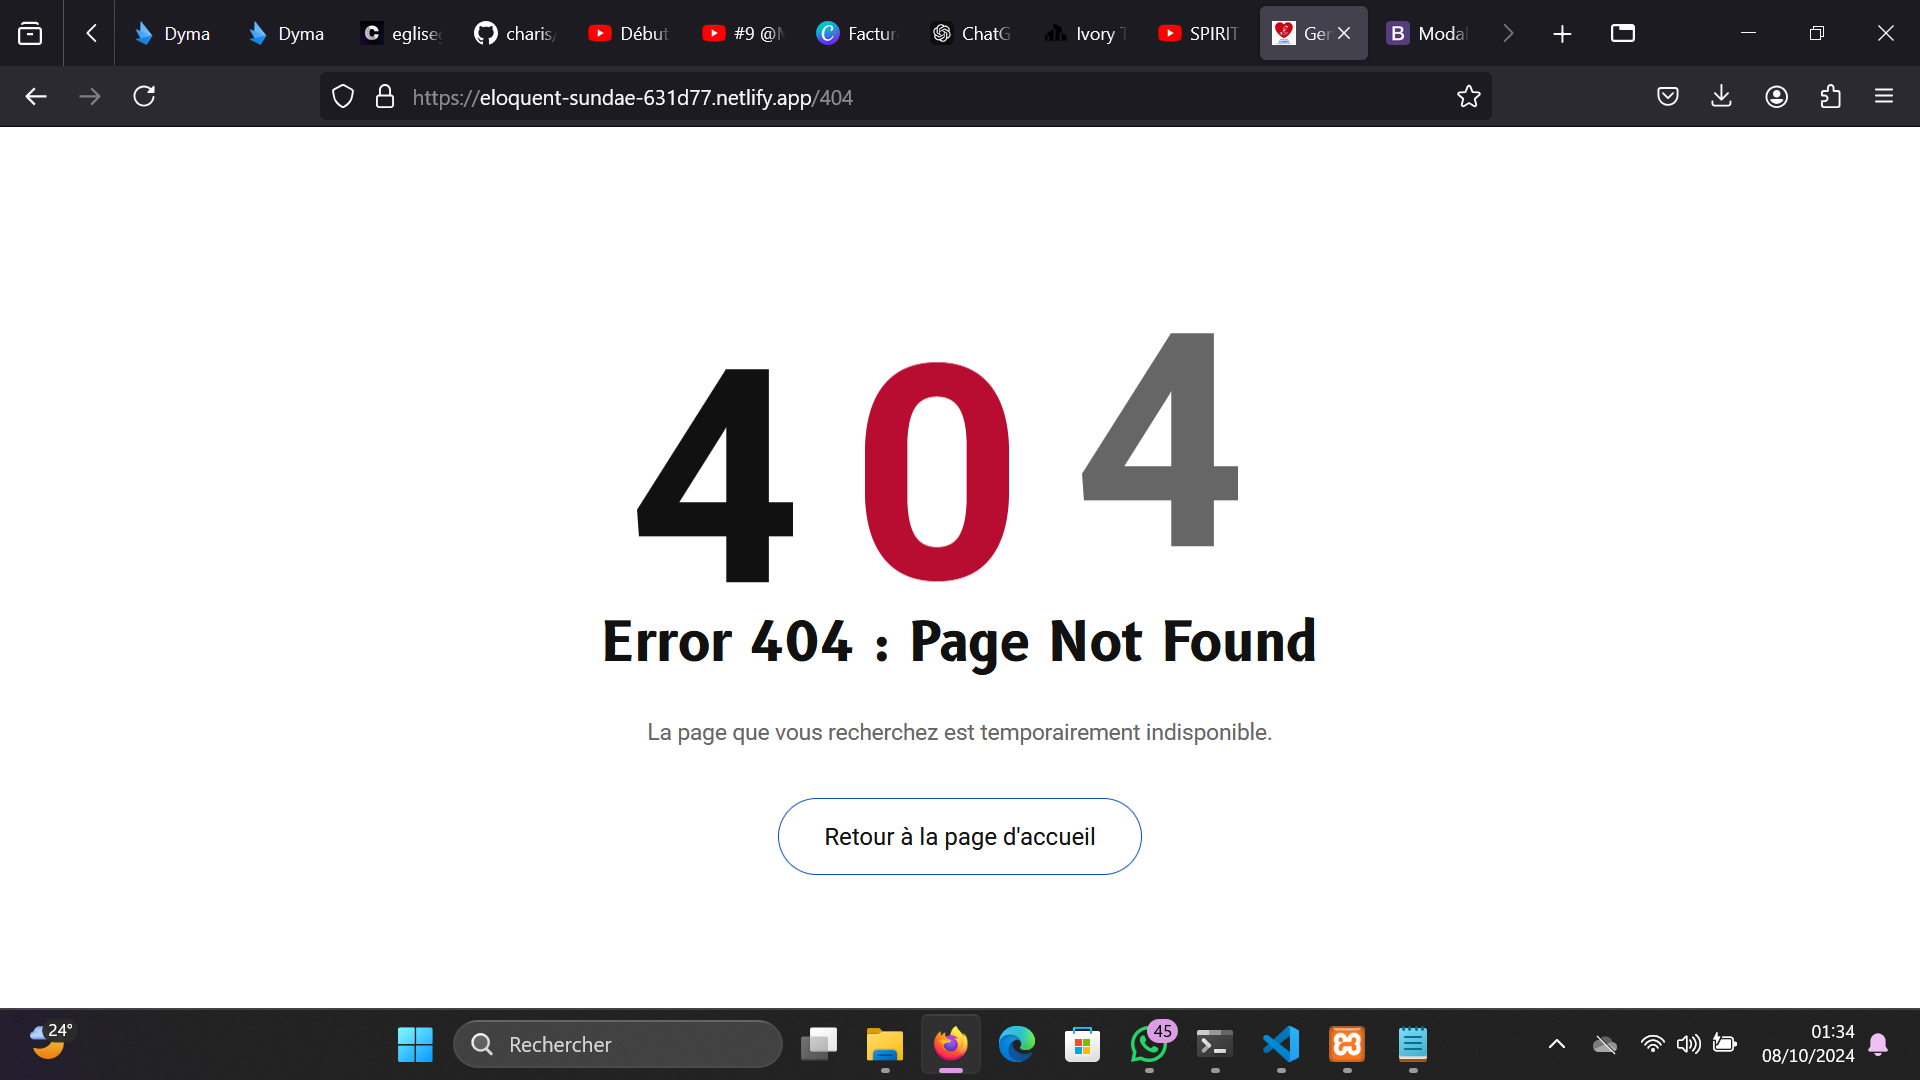 Dyma
Dyma
C
eglise
charis/
Début
#9 @
Factur
ChatG
Ivory T
SPIRIT
Ger
B
Modal
https://eloquent-sundae-631d77.netlify.app/404
404
Error 404 : Page Not Found
La page que vous recherchez est temporairement indisponible.
Retour à la page d'accueil
24°
Rechercher
45
01:34
08/10/2024